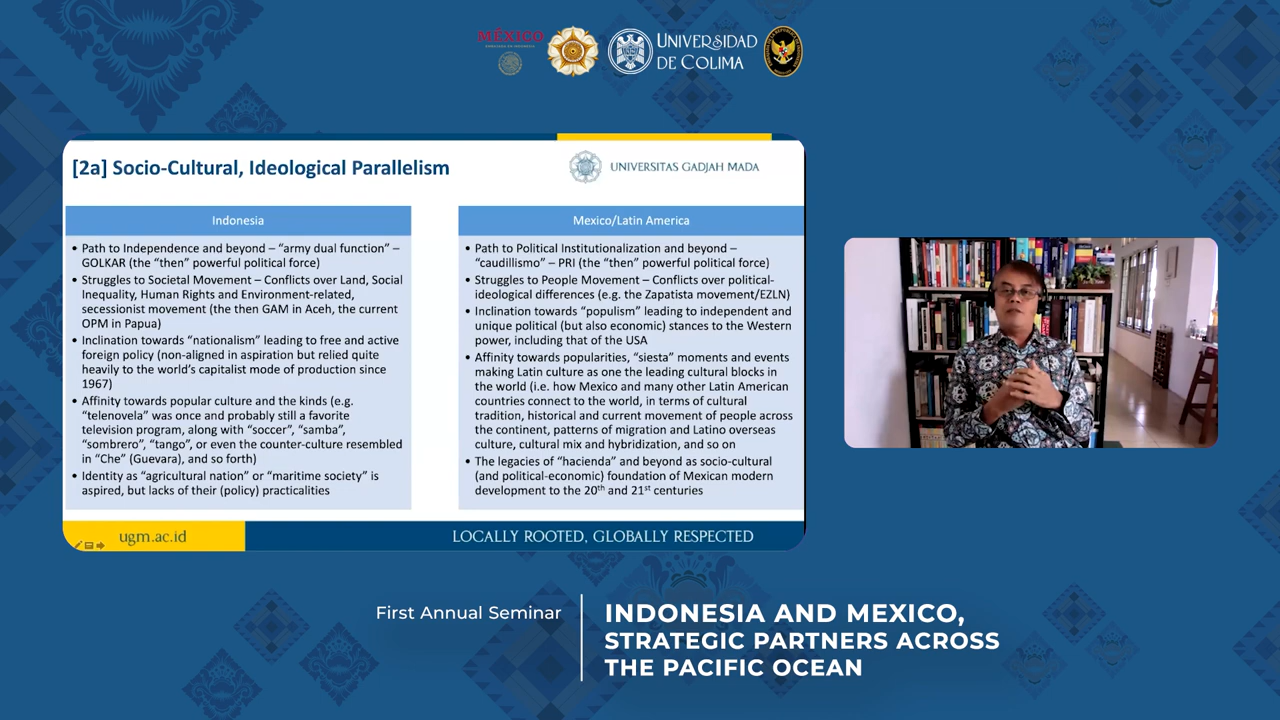 MÉXICO
UNIVERSIDAD
DE COLIMA
[2a] Socio-Cultural, Ideological Parallelism
UNIVERSITAS GADJAH MADA
Indonesia
• Path to Independence and beyond – “army dual function” –
GOLKAR (the “then” powerful political force)
• Struggles to Societal Movement – Conflicts over Land, Social
Inequality, Human Rights and Environment-related,
secessionist movement (the then GAM in Aceh, the current
OPM in Papua)
• Inclination towards “nationalism” leading to free and active
foreign policy (non-aligned in aspiration but relied quite
heavily to the world’s capitalist mode of production since
1967)
• Affinity towards popular culture and the kinds (e.g.
“telenovela” was once and probably still a favorite
television program, along with “soccer”, “samba”,
“sombrero”, “tango”, or even the counter-culture resembled
in “Che” (Guevara), and so forth)
• Identity as “agricultural nation” or “maritime society” is
aspired, but lacks of their (policy) practicalities
Mexico/Latin America
• Path to Political Institutionalization and beyond –
“caudillismo” – PRI (the “then” powerful political force)
• Struggles to People Movement – Conflicts over political-
ideological differences (e.g. the Zapatista movement/EZLN)
• Inclination towards “populism” leading to independent and
unique political (but also economic) stances to the Western
power, including that of the USA
• Affinity towards popularities, “siesta” moments and events
making Latin culture as one the leading cultural blocks in
the world (i.e. how Mexico and many other Latin American
countries connect to the world, in terms of cultural
tradition, historical and current movement of people across
the continent, patterns of migration and Latino overseas
culture, cultural mix and hybridization, and so on
• The legacies of “hacienda” and beyond as socio-cultural
(and political-economic) foundation of Mexican modern
development to the 20th and 21st centuries
ugm.ac.id
LOCALLY ROOTED, GLOBALLY RESPECTED
First Annual Seminar
INDONESIA AND MEXICO,
STRATEGIC PARTNERS ACROSS
THE PACIFIC OCEAN